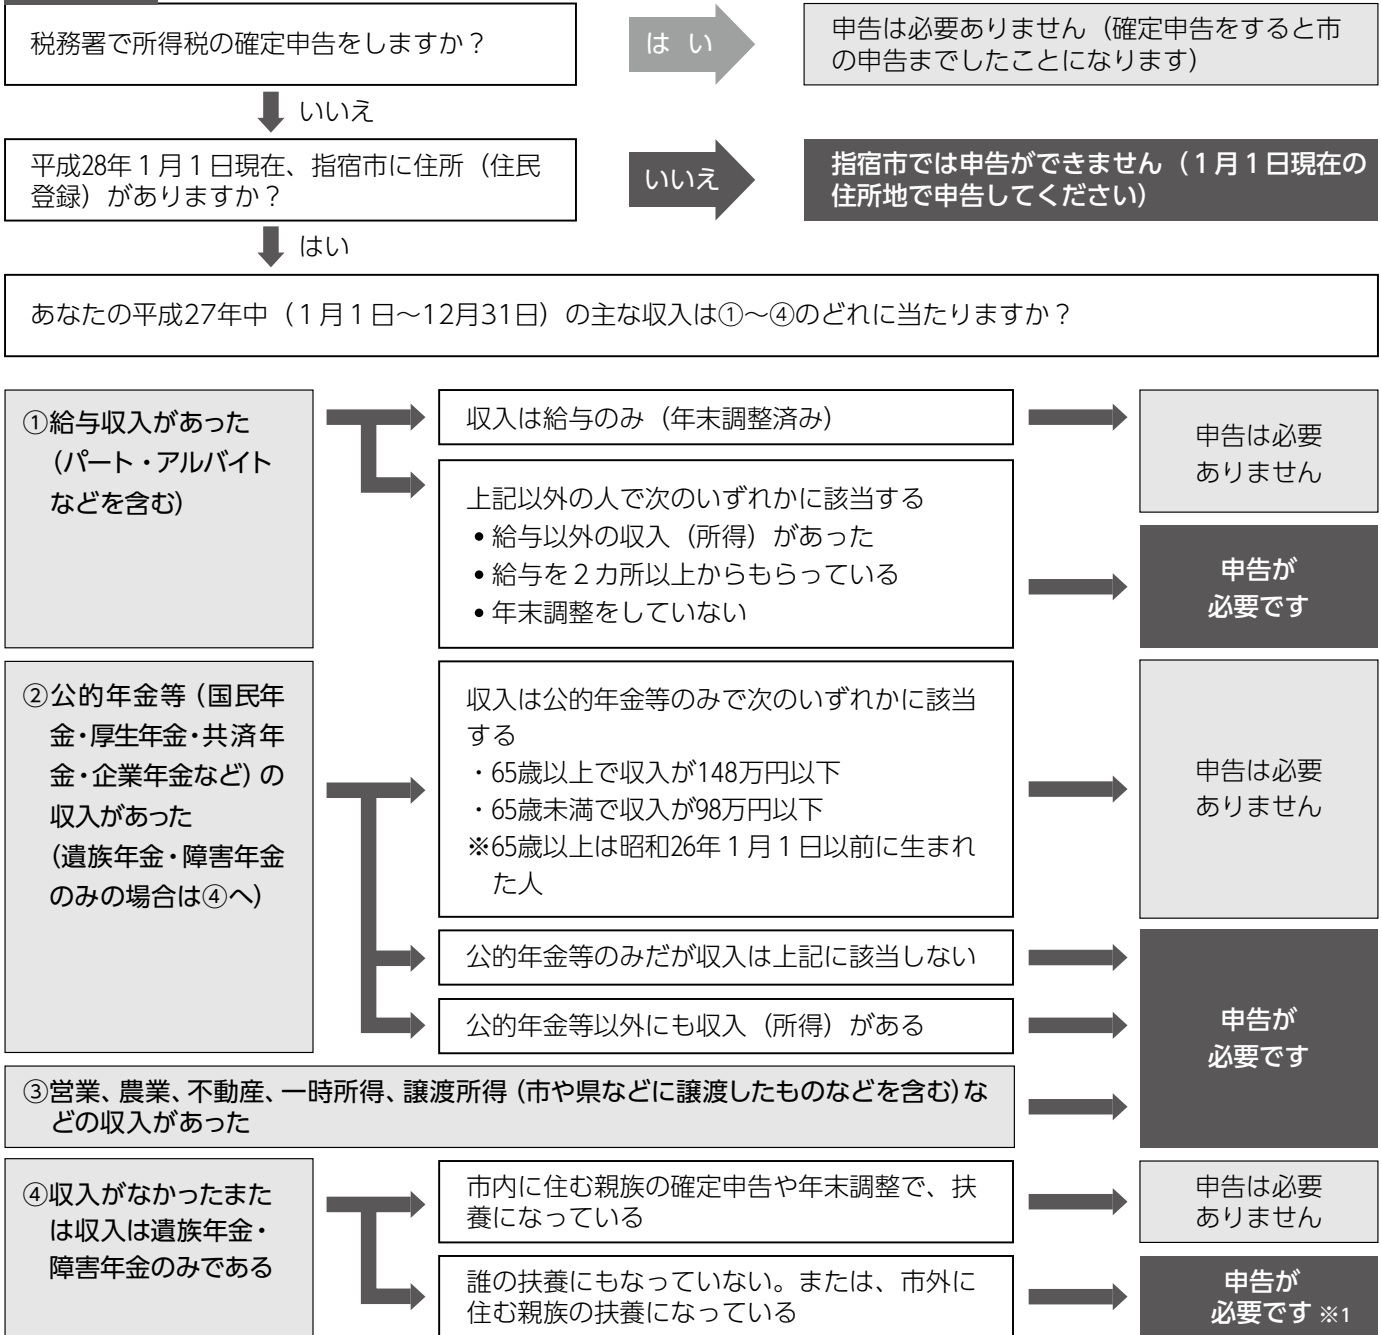 税務署で所得税の確定申告をしますか？
は い
申告は必要ありません（確定申告をすると市
の申告までしたことになります）
いいえ
平成28年１月１日現在、指宿市に住所（住民
登録）がありますか？
いいえ
指宿市では申告ができません（１月１日現在の
住所地で申告してください）
はい
あなたの平成27年中（１月１日～12月31日）の主な収入は①～④のどれに当たりますか？
①給与収入があった
（パート・アルバイト
などを含む）
収入は給与のみ（年末調整済み）
申告は必要
ありません
上記以外の人で次のいずれかに該当する
•給与以外の収入（所得）があった
•給与を２カ所以上からもらっている
•年末調整をしていない
申告が
必要です
②公的年金等（国民年
金・厚生年金・共済年
金・企業年金など）の
収入があった
（遺族年金・障害年金
のみの場合は④へ）
収入は公的年金等のみで次のいずれかに該当
する
・65歳以上で収入が148万円以下
・65歳未満で収入が98万円以下
※65歳以上は昭和26年１月１日以前に生まれ
た人
申告は必要
ありません
公的年金等のみだが収入は上記に該当しない
公的年金等以外にも収入（所得）がある
申告が
必要です
③営業、農業、不動産、一時所得、譲渡所得（市や県などに譲渡したものなどを含む）な
どの収入があった
④収入がなかったまた
は収入は遺族年金・
障害年金のみである
市内に住む親族の確定申告や年末調整で、扶
養になっている
申告は必要
ありません
誰の扶養にもなっていない。または、市外に
住む親族の扶養になっている
申告が
必要です ※1